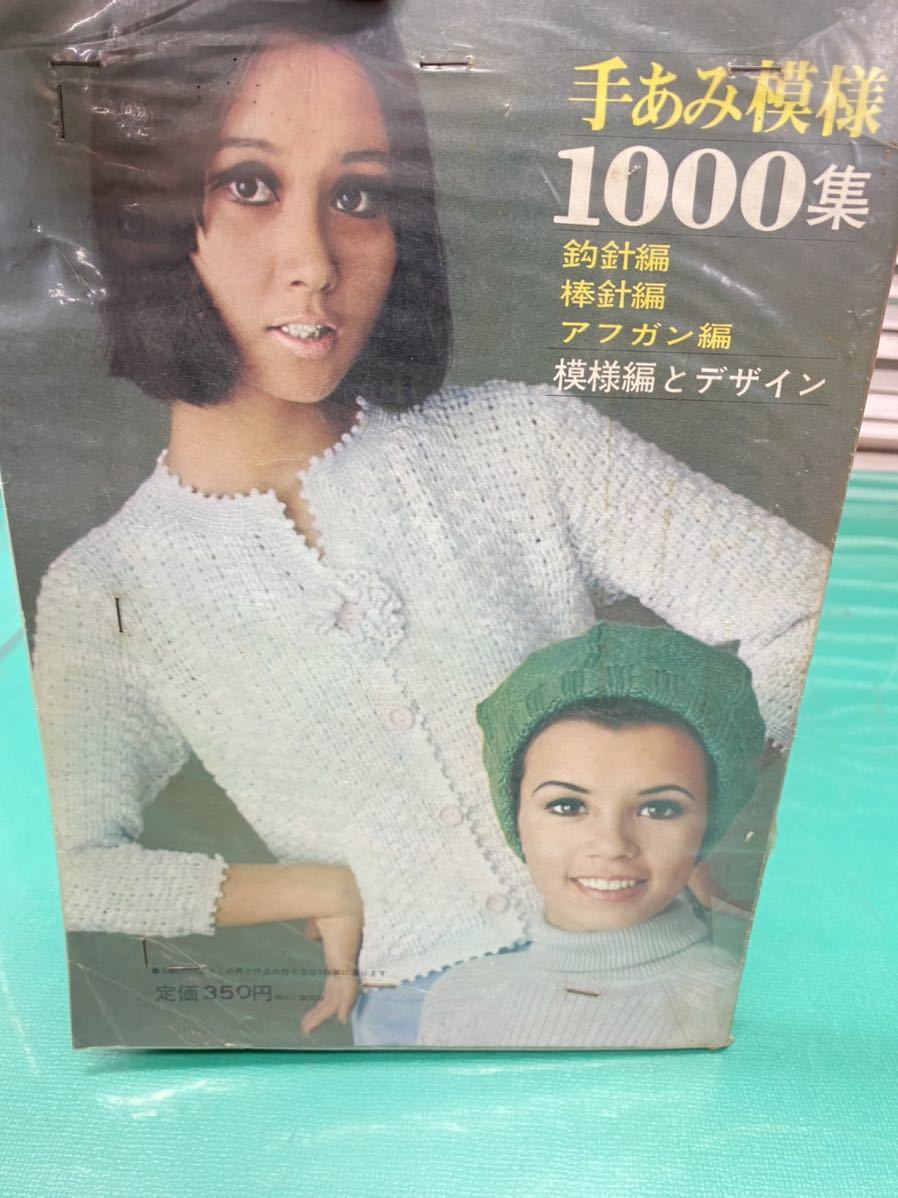 手あみ模様
1000集
鈎針編
棒針編
アフガン編
模様編とデザイン
定価350円